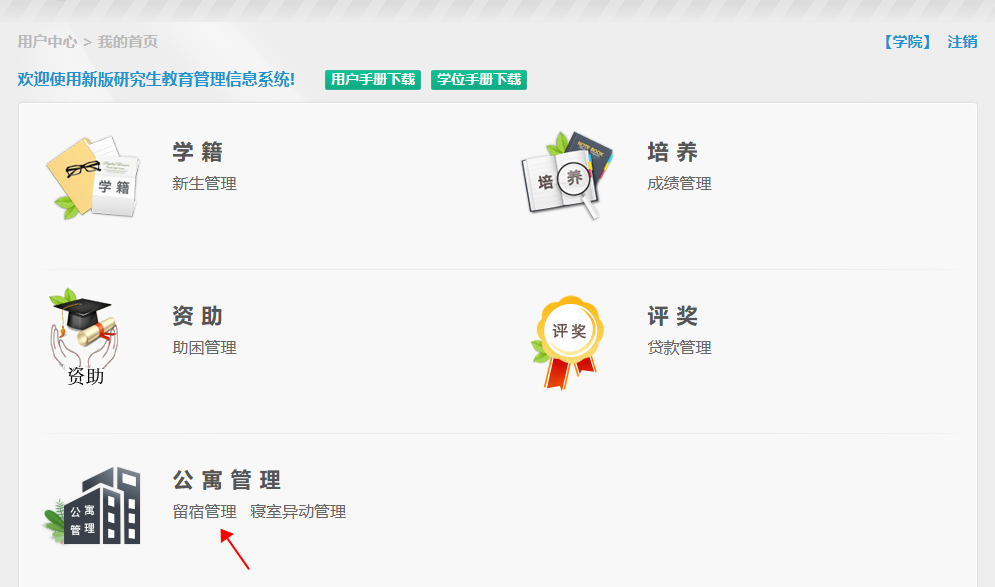 用户中心 > 我的首页
【学院】 注销
欢迎使用新版研究生教育管理信息系统!
用户手册下载 学位手册下载
学籍
学 籍
新生管理
NOTE BOOK
培 养
培 养
成绩管理
资 助
助困管理
资助
评奖
评 奖
贷款管理
公寓
管理
公 寓 管 理
留宿管理 寝室异动管理